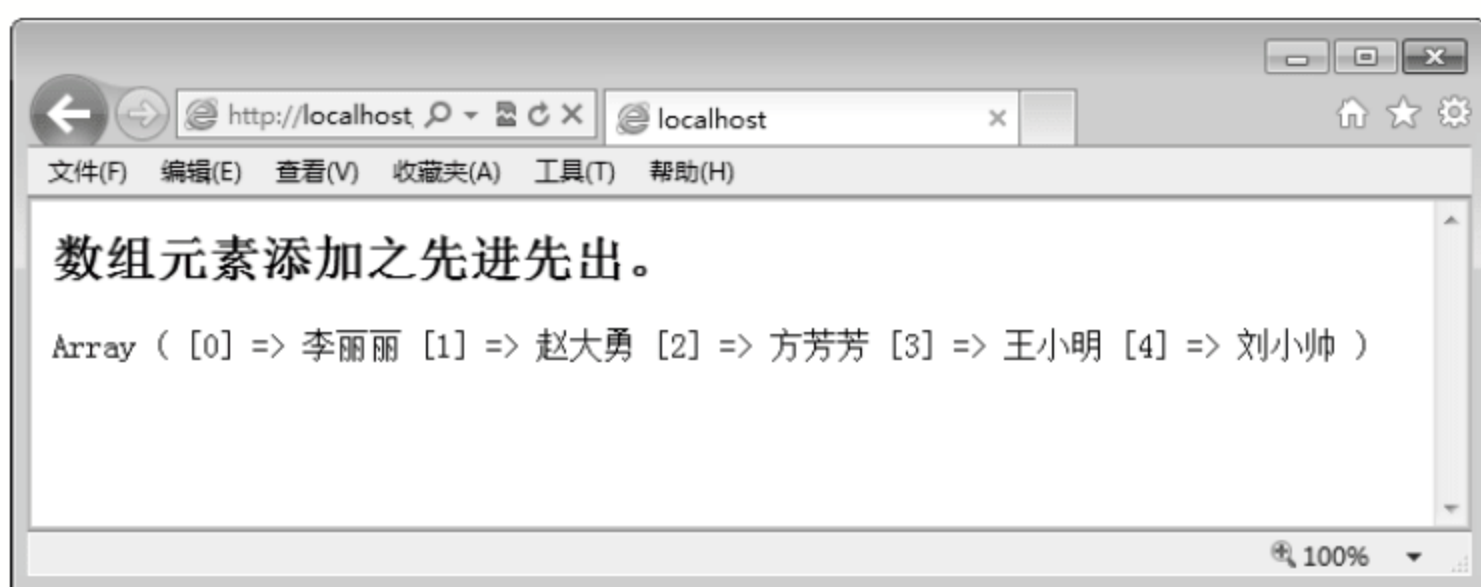 http://localhost localhost
文件(F) 编辑(E) 查看(V) 收藏夹(A) 工具(T) 帮助(H)
数组元素添加之先进先出。
Array ( [0] => 李丽丽 [1] => 赵大勇 [2] => 方芳芳 [3] => 王小明 [4] => 刘小帅 )
100%